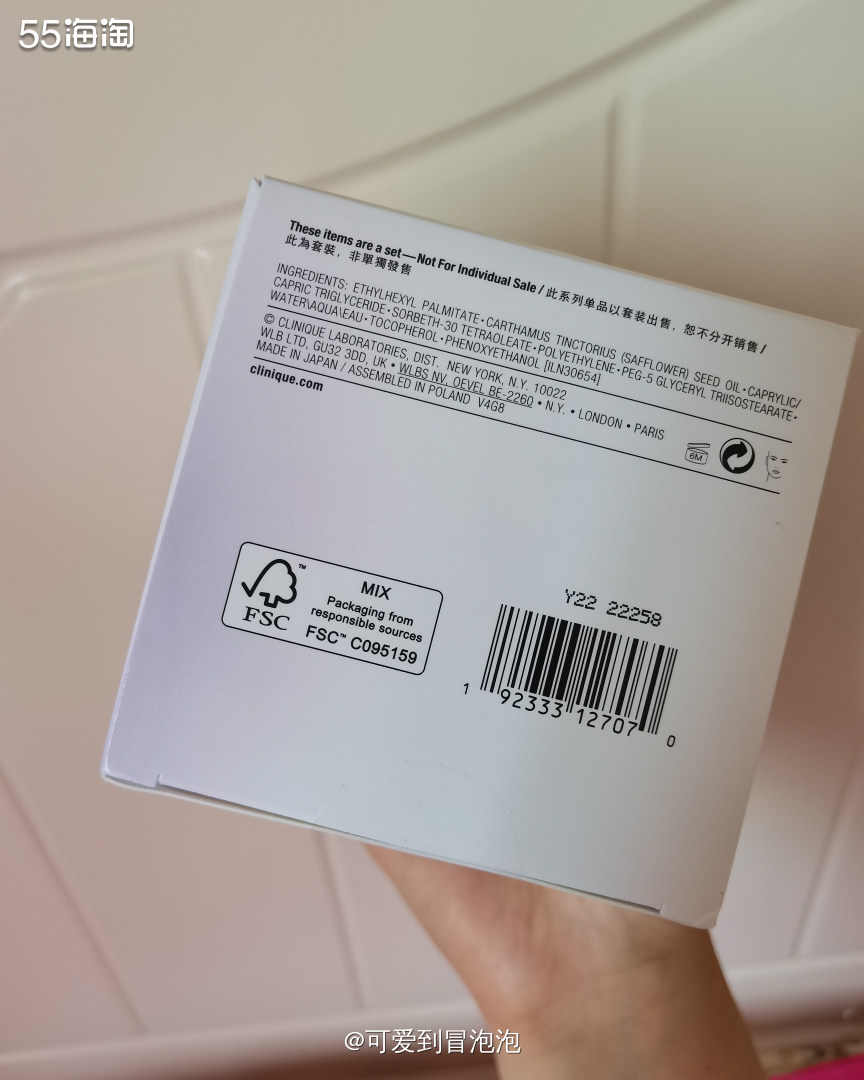 55海淘
These items are a set—Not For Individual Sale / 此系列单品以套装出售，恕不分开销售 /
此為套裝，非單獨發售
INGREDIENTS: ETHYLHEXYL PALMITATE • CARTHAMUS TINCTORIUS (SAFFLOWER) SEED OIL • CAPRYLIC/
CAPRIC TRIGLYCERIDE • SORBETH-30 TETRAOLEATE • POLYETHYLENE • PEG-5 GLYCERYL TRIISOSTEARATE •
WATER\AQUA\EAU • TOCOPHEROL • PHENOXYETHANOL [ILN30654]
© CLINIQUE LABORATORIES, DIST. NEW YORK, N.Y. 10022
WLB LTD, GU32 3DD, UK • WLBS NV, OEVEL BE-2260 • N.Y. • LONDON • PARIS
MADE IN JAPAN / ASSEMBLED IN POLAND V4G8
clinique.com
6M
FSC™
MIX
Packaging from
responsible sources
FSC™ C095159
Y22 22258
1 92333 12707 0
@可爱到冒泡泡